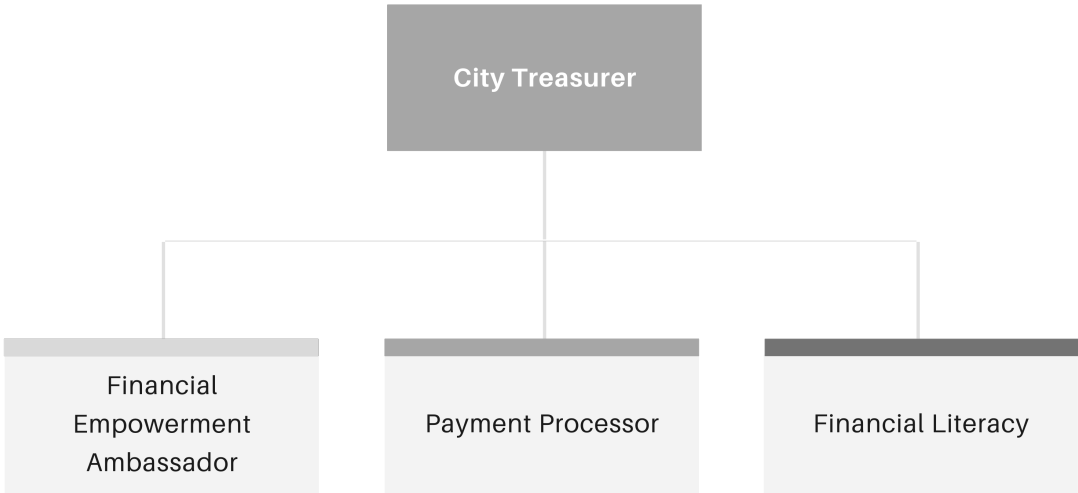 City Treasurer
Financial
Empowerment
Ambassador
Payment Processor
Financial Literacy